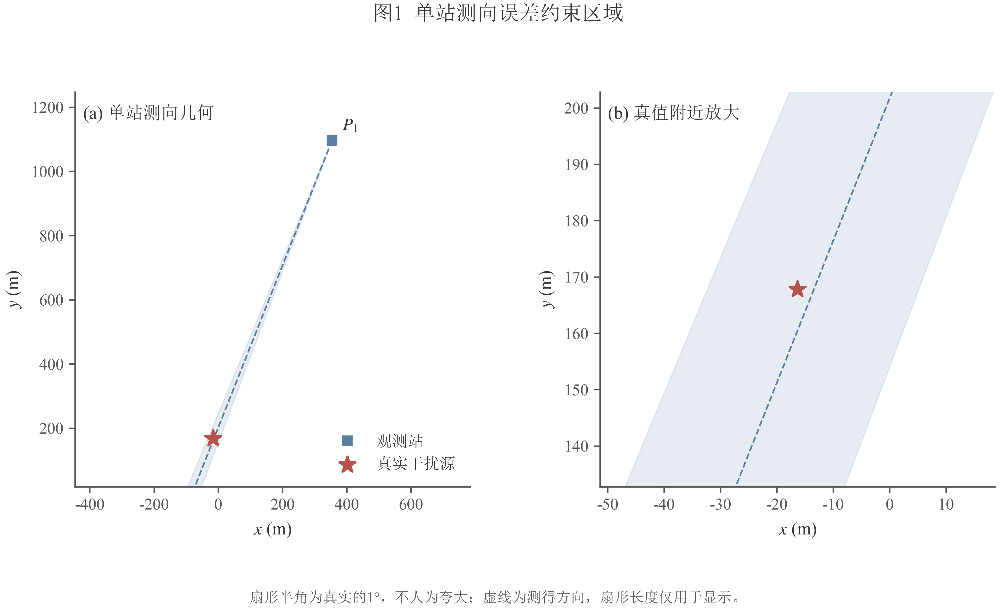 图1 单站测向误差约束区域
(a) 单站测向几何
P1
1200
1000
800
600
400
200
y (m)
-400 -200 0 200 400 600
x (m)
观测站
真实干扰源
(b) 真值附近放大
200
190
180
170
160
150
140
y (m)
-50 -40 -30 -20 -10 0 10
x (m)
扇形半角为真实的1°，不人为夸大；虚线为测得方向，扇形长度仅用于显示。